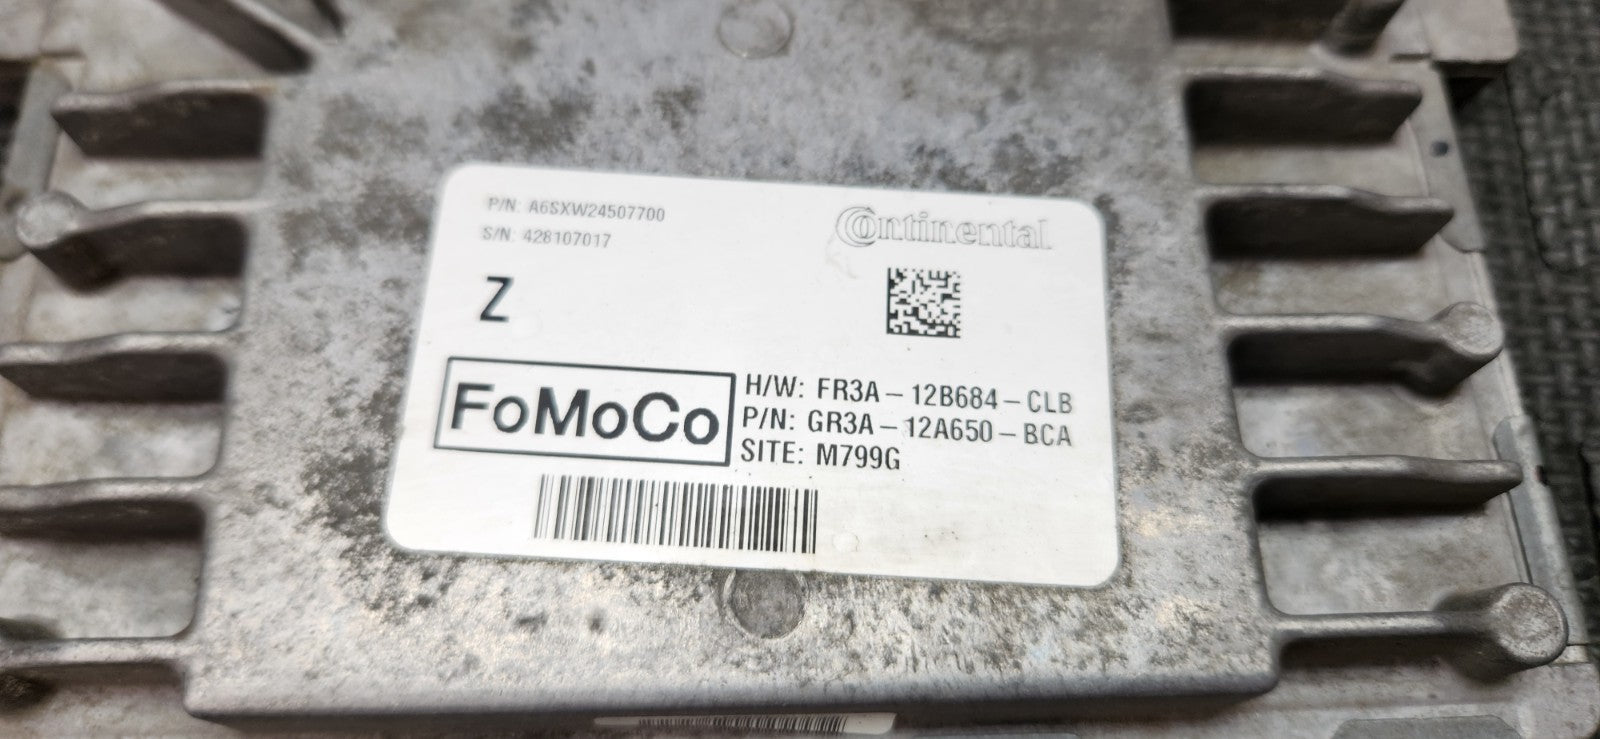 P/N: A6SXW24507700
S/N: 428107017
Continental
Z
FoMoCo
H/W: FR3A-12B684-CLB
P/N: GR3A-12A650-BCA
SITE: M799G